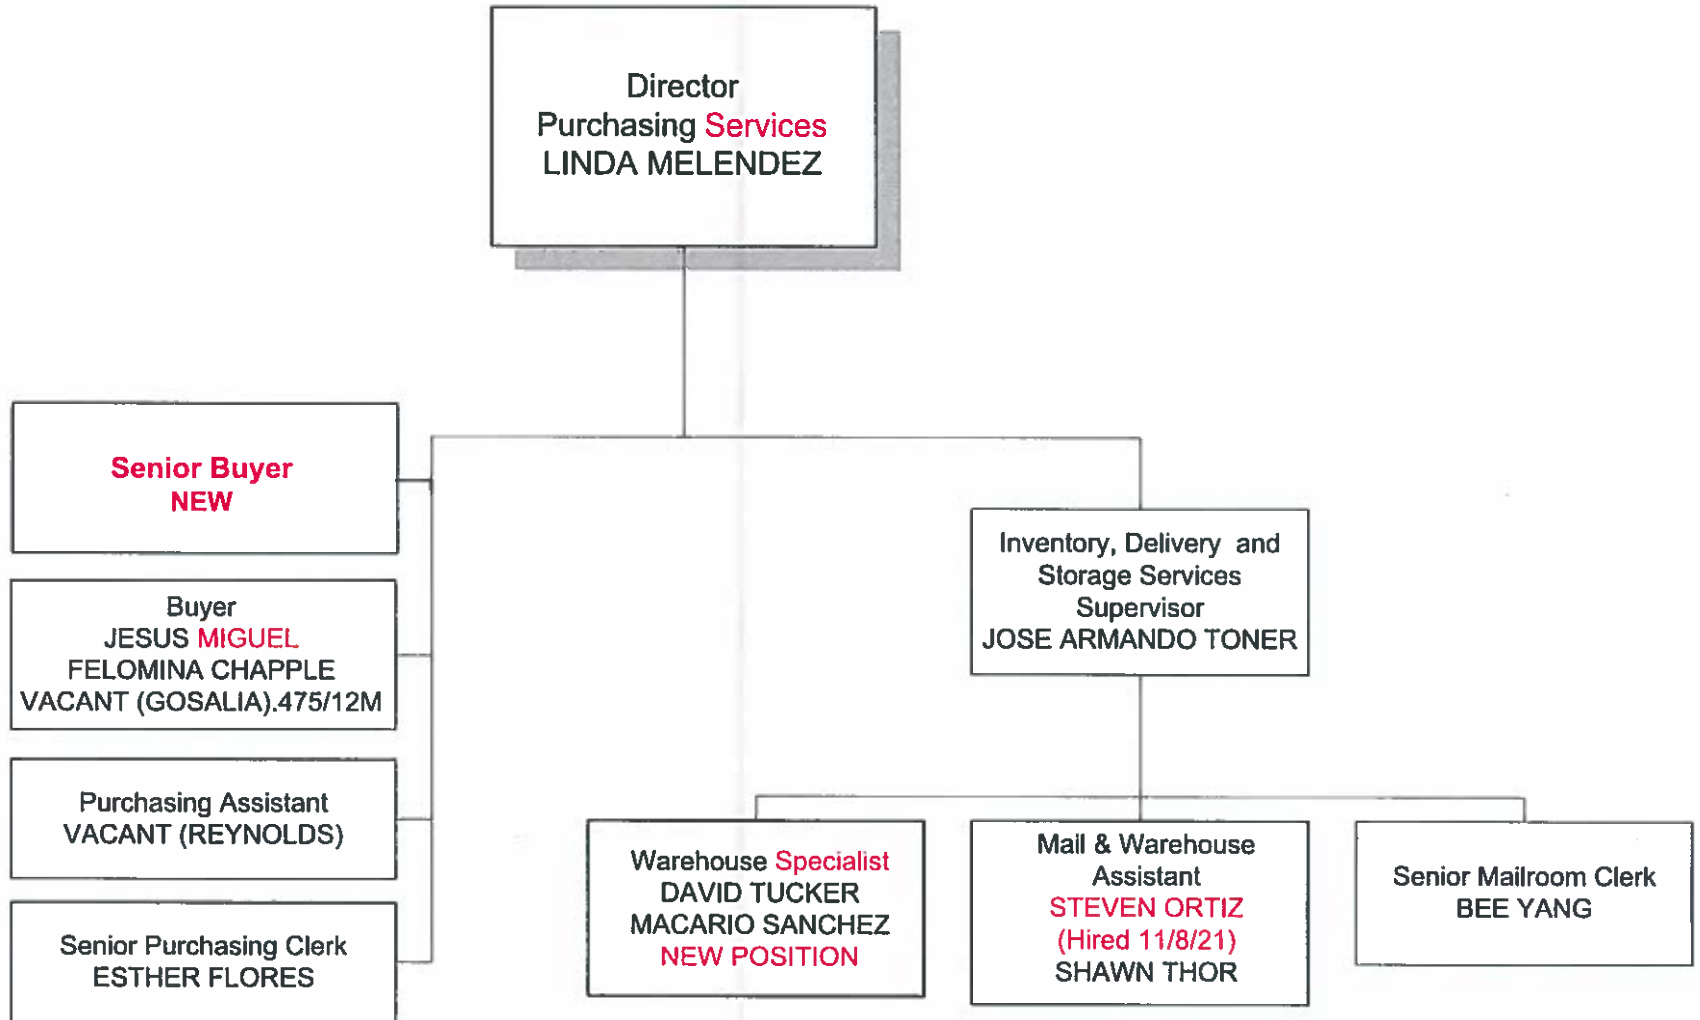 Director
Purchasing Services
LINDA MELENDEZ
Senior Buyer
NEW
Buyer
JESUS MIGUEL
FELOMINA CHAPPLE
VACANT (GOSALIA).475/12M
Purchasing Assistant
VACANT (REYNOLDS)
Senior Purchasing Clerk
ESTHER FLORES
Inventory, Delivery and
Storage Services
Supervisor
JOSE ARMANDO TONER
Warehouse Specialist
DAVID TUCKER
MACARIO SANCHEZ
NEW POSITION
Mail & Warehouse
Assistant
STEVEN ORTIZ
(Hired 11/8/21)
SHAWN THOR
Senior Mailroom Clerk
BEE YANG